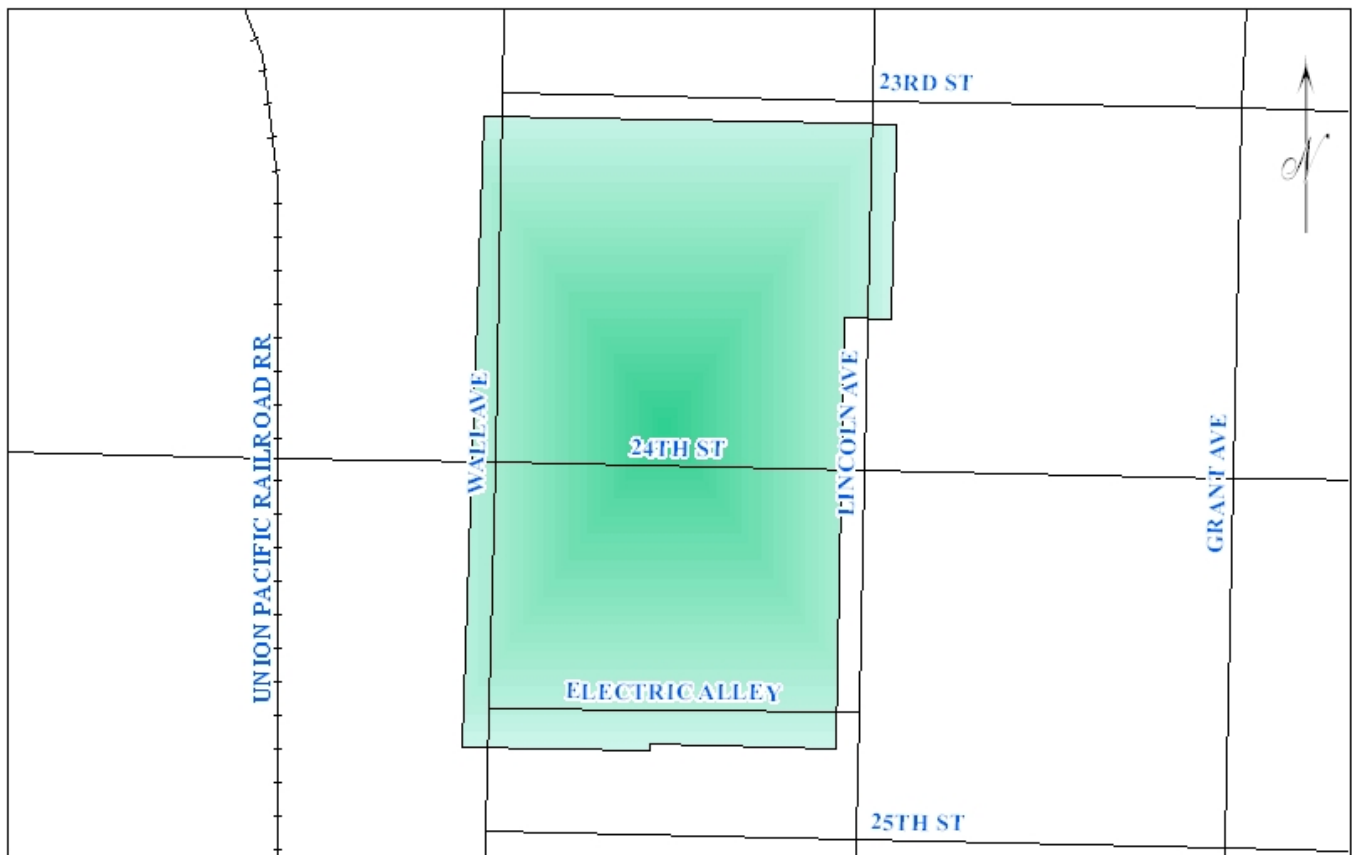 23RD ST
N
UNION PACIFIC RAILROAD RR
WALL AVE
24TH ST
LINCOLN AVE
GRANT AVE
ELECTRIC ALLEY
25TH ST